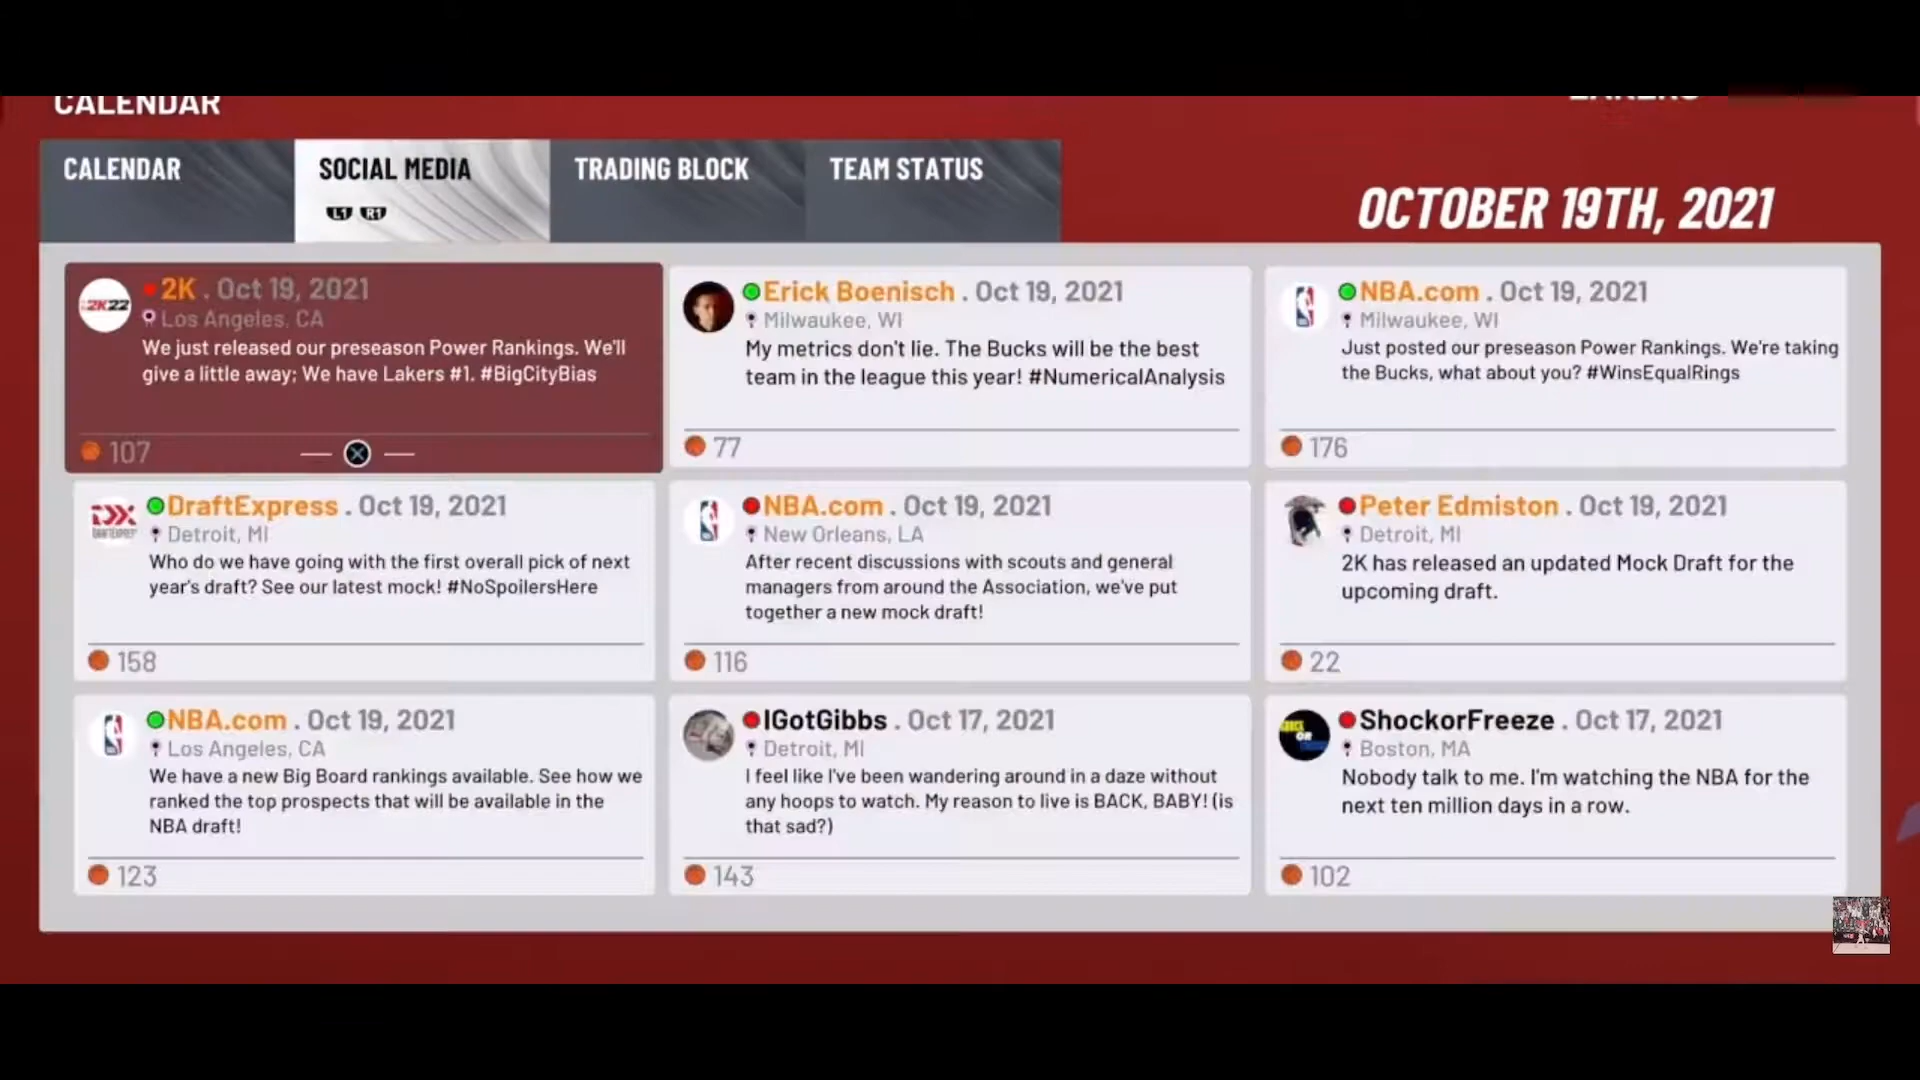 CALENDAR
LAKERS
CALENDAR
SOCIAL MEDIA
TRADING BLOCK
TEAM STATUS
L1 R1
OCTOBER 19TH, 2021
2K22
2K . Oct 19, 2021
Los Angeles, CA
We just released our preseason Power Rankings. We'll
give a little away; We have Lakers #1. #BigCityBias
107
Erick Boenisch . Oct 19, 2021
Milwaukee, WI
My metrics don't lie. The Bucks will be the best
team in the league this year! #NumericalAnalysis
77
NBA.com . Oct 19, 2021
Milwaukee, WI
Just posted our preseason Power Rankings. We're taking
the Bucks, what about you? #WinsEqualRings
176
DraftExpress . Oct 19, 2021
Detroit, MI
Who do we have going with the first overall pick of next
year's draft? See our latest mock! #NoSpoilersHere
158
NBA.com . Oct 19, 2021
New Orleans, LA
After recent discussions with scouts and general
managers from around the Association, we've put
together a new mock draft!
116
Peter Edmiston . Oct 19, 2021
Detroit, MI
2K has released an updated Mock Draft for the
upcoming draft.
22
NBA.com . Oct 19, 2021
Los Angeles, CA
We have a new Big Board rankings available. See how we
ranked the top prospects that will be available in the
NBA draft!
123
IGotGibbs . Oct 17, 2021
Detroit, MI
I feel like I've been wandering around in a daze without
any hoops to watch. My reason to live is BACK, BABY! (is
that sad?)
143
ShockorFreeze . Oct 17, 2021
Boston, MA
Nobody talk to me. I'm watching the NBA for the
next ten million days in a row.
102